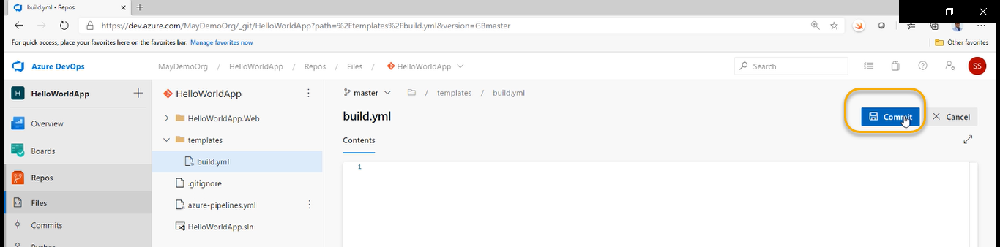 build.yml - Repos
https://dev.azure.com/MayDemoOrg/_git/HelloWorldApp?path=%2Ftemplates%2Fbuild.yml&version=GBmaster
For quick access, place your favorites here on the favorites bar. Manage favorites now
Other favorites
Azure DevOps
MayDemoOrg / HelloWorldApp / Repos / Files / HelloWorldApp
Search
SS
H HelloWorldApp
Overview
Boards
Repos
Files
Commits
HelloWorldApp
HelloWorldApp.Web
templates
build.yml
.gitignore
azure-pipelines.yml
HelloWorldApp.sln
master / templates / build.yml
build.yml
Commit
Cancel
Contents
1